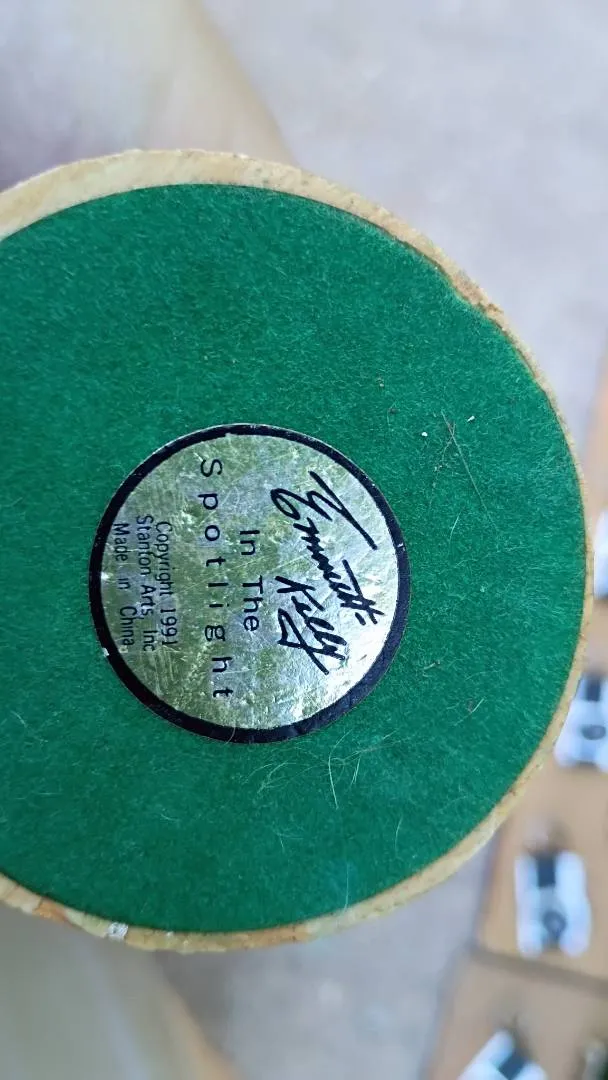 Emmett
Kelly
In The
Spotlight
Copyright 1991
Stanton Arts, Inc.
Made in China